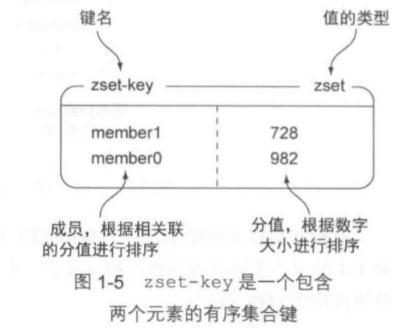 键名 值的类型
zset-key zset
member1 728
member0 982
成员，根据相关联 分值，根据数字
的分值进行排序 大小进行排序
图 1-5 zset-key 是一个包含
两个元素的有序集合键